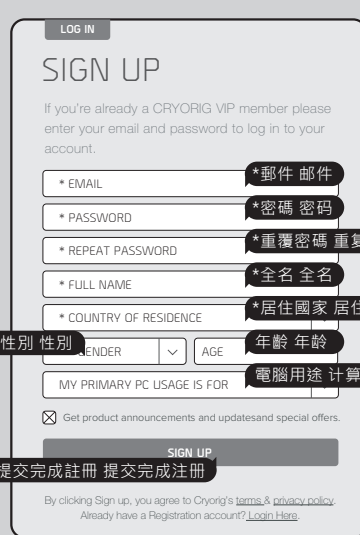 LOG IN
SIGN UP
If you're already a CRYORIG VIP member please
enter your email and password to log in to your
account.
* EMAIL *郵件 邮件
* PASSWORD *密碼 密码
* REPEAT PASSWORD *重覆密碼 重复
* FULL NAME *全名 全名
* COUNTRY OF RESIDENCE *居住國家 居住
性別 性別 ENDER AGE 年齡 年龄
MY PRIMARY PC USAGE IS FOR 電腦用途 计算
Get product announcements and updatesand special offers.
SIGN UP
提交完成註冊 提交完成注册
By clicking Sign up, you agree to Cryorig's terms & privacy policy.
Already have a Registration account? Login Here.